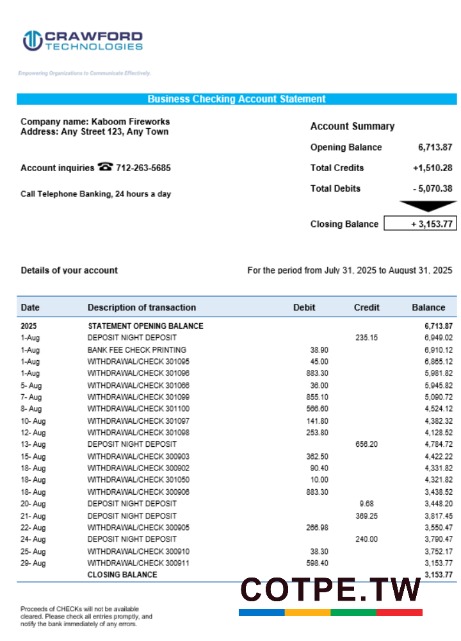 CRAWFORD
TECHNOLOGIES
Empowering Organizations to Communicate Effectively.
Business Checking Account Statement
Company name: Kaboom Fireworks
Address: Any Street 123, Any Town
Account inquiries ☎ 712-263-5685
Call Telephone Banking, 24 hours a day
Account Summary
Opening Balance 6,713.87
Total Credits +1,510.28
Total Debits - 5,070.38
Closing Balance + 3,153.77
Details of your account For the period from July 31, 2025 to August 31, 2025
Date Description of transaction Debit Credit Balance
2025 STATEMENT OPENING BALANCE 6,713.87
1-Aug DEPOSIT NIGHT DEPOSIT 235.15 6,949.02
1-Aug BANK FEE CHECK PRINTING 38.90 6,910.12
1-Aug WITHDRAWAL/CHECK 301095 45.00 6,865.12
1-Aug WITHDRAWAL/CHECK 301096 883.30 5,981.82
5- Aug WITHDRAWAL/CHECK 301066 36.00 5,945.82
7- Aug WITHDRAWAL/CHECK 301099 855.10 5,090.72
8- Aug WITHDRAWAL/CHECK 301100 566.60 4,524.12
10- Aug WITHDRAWAL/CHECK 301097 141.80 4,382.32
12- Aug WITHDRAWAL/CHECK 301098 253.80 4,128.52
13- Aug DEPOSIT NIGHT DEPOSIT 656.20 4,784.72
15- Aug WITHDRAWAL/CHECK 300903 362.50 4,422.22
18- Aug WITHDRAWAL/CHECK 300902 90.40 4,331.82
18- Aug WITHDRAWAL/CHECK 301050 10.00 4,321.82
18- Aug WITHDRAWAL/CHECK 300906 883.30 3,438.52
20- Aug DEPOSIT NIGHT DEPOSIT 9.68 3,448.20
21- Aug DEPOSIT NIGHT DEPOSIT 369.25 3,817.45
22- Aug WITHDRAWAL/CHECK 300905 266.98 3,550.47
24- Aug DEPOSIT NIGHT DEPOSIT 240.00 3,790.47
25- Aug WITHDRAWAL/CHECK 300910 38.30 3,752.17
29- Aug WITHDRAWAL/CHECK 300911 598.40 3,153.77
CLOSING BALANCE 3,153.77
COTPE.TW
Proceeds of CHECKs will not be available
cleared. Please check all entries promptly, and
notify the bank immediately of any errors.